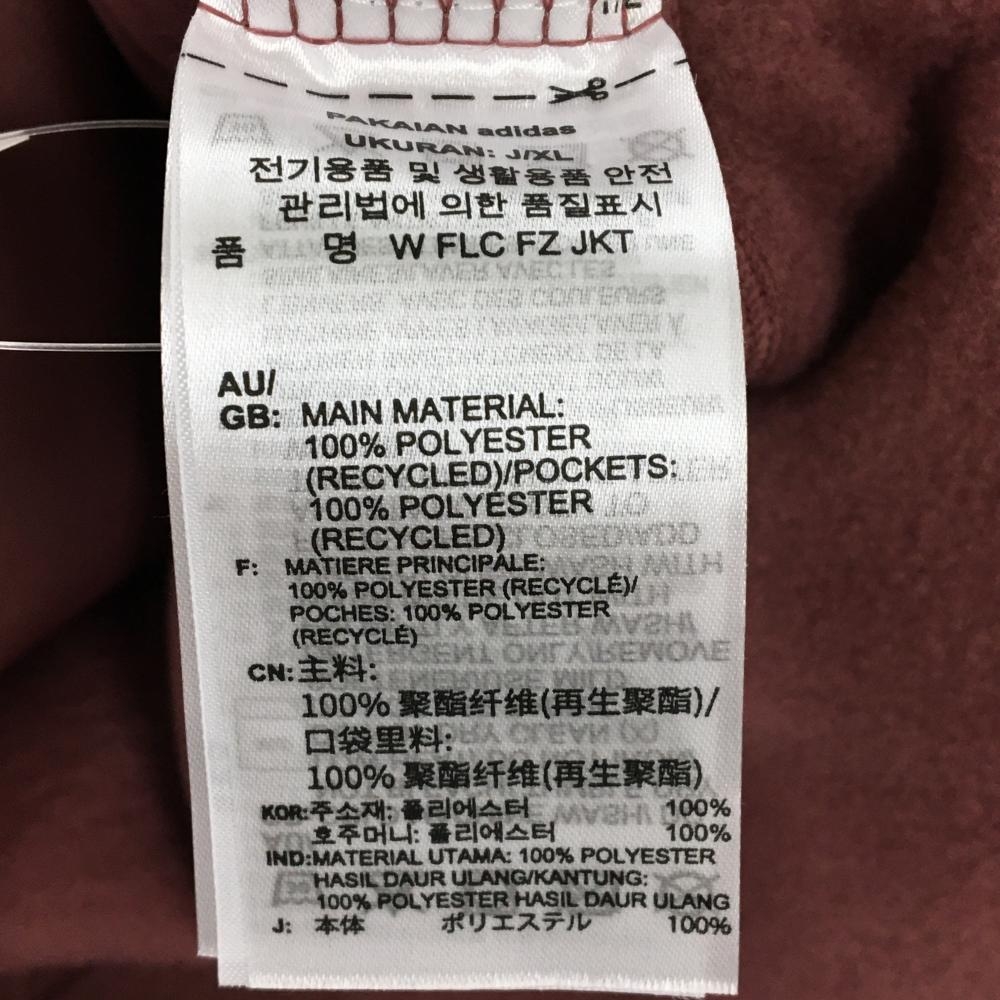 PAKAIAN adidas
UKURAN: J/XL
전기용품 및 생활용품 안전
관리법에 의한 품질표시
품 명 W FLC FZ JKT
AU/
GB: MAIN MATERIAL:
100% POLYESTER
(RECYCLED)/POCKETS:
100% POLYESTER
(RECYCLED)
F: MATIERE PRINCIPALE:
100% POLYESTER (RECYCLÉ)/
POCHES: 100% POLYESTER
(RECYCLÉ)
CN: 主料:
100% 聚酯纤维(再生聚酯)/
口袋里料:
100% 聚酯纤维(再生聚酯)
KOR: 주소재: 폴리에스터 100%
호주머니: 폴리에스터 100%
IND: MATERIAL UTAMA: 100% POLYESTER
HASIL DAUR ULANG/KANTUNG:
100% POLYESTER HASIL DAUR ULANG
J: 本体 ポリエステル 100%